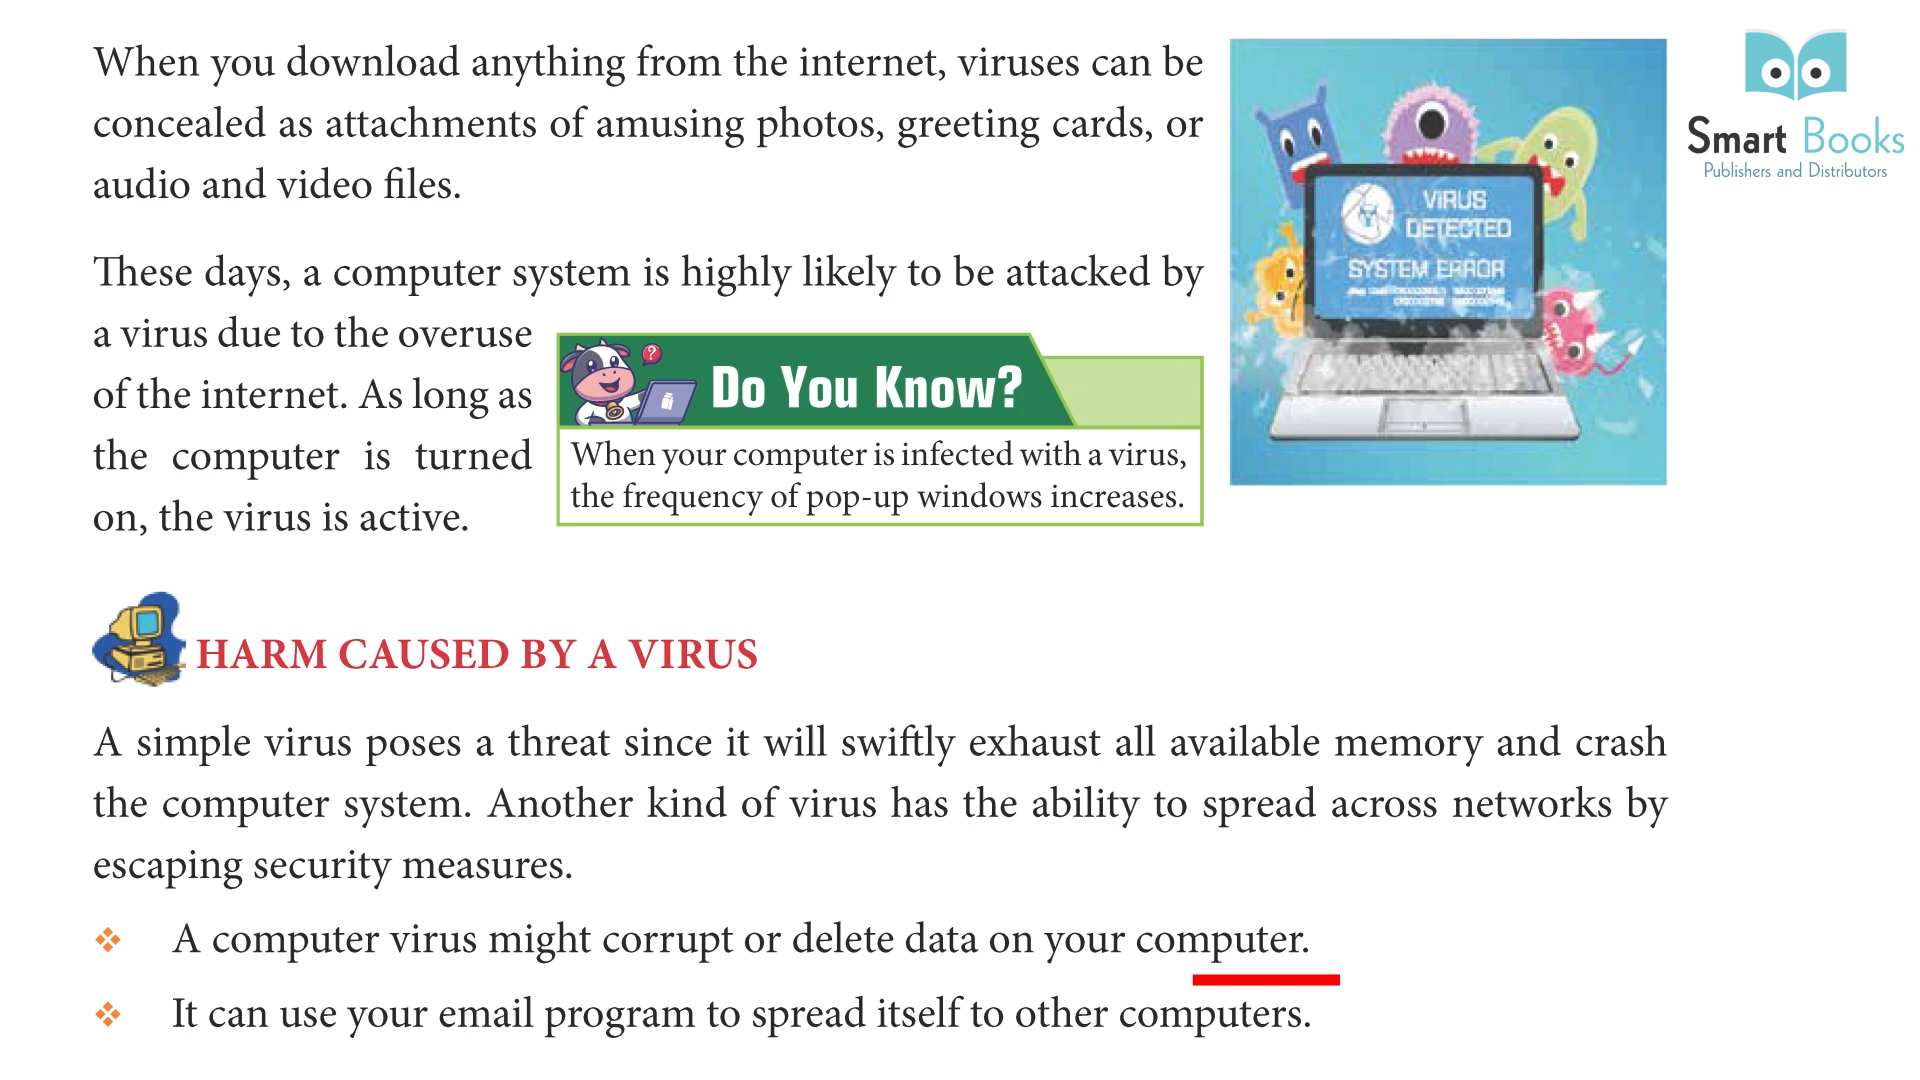 When you download anything from the internet, viruses can be
concealed as attachments of amusing photos, greeting cards, or
audio and video files.
These days, a computer system is highly likely to be attacked by
a virus due to the overuse
of the internet. As long as
the computer is turned
on, the virus is active.
Do You Know?
When your computer is infected with a virus,
the frequency of pop-up windows increases.
VIRUS
DETECTED
SYSTEM ERROR
Smart Books
Publishers and Distributors
HARM CAUSED BY A VIRUS
A simple virus poses a threat since it will swiftly exhaust all available memory and crash
the computer system. Another kind of virus has the ability to spread across networks by
escaping security measures.
❖ A computer virus might corrupt or delete data on your computer.
❖ It can use your email program to spread itself to other computers.